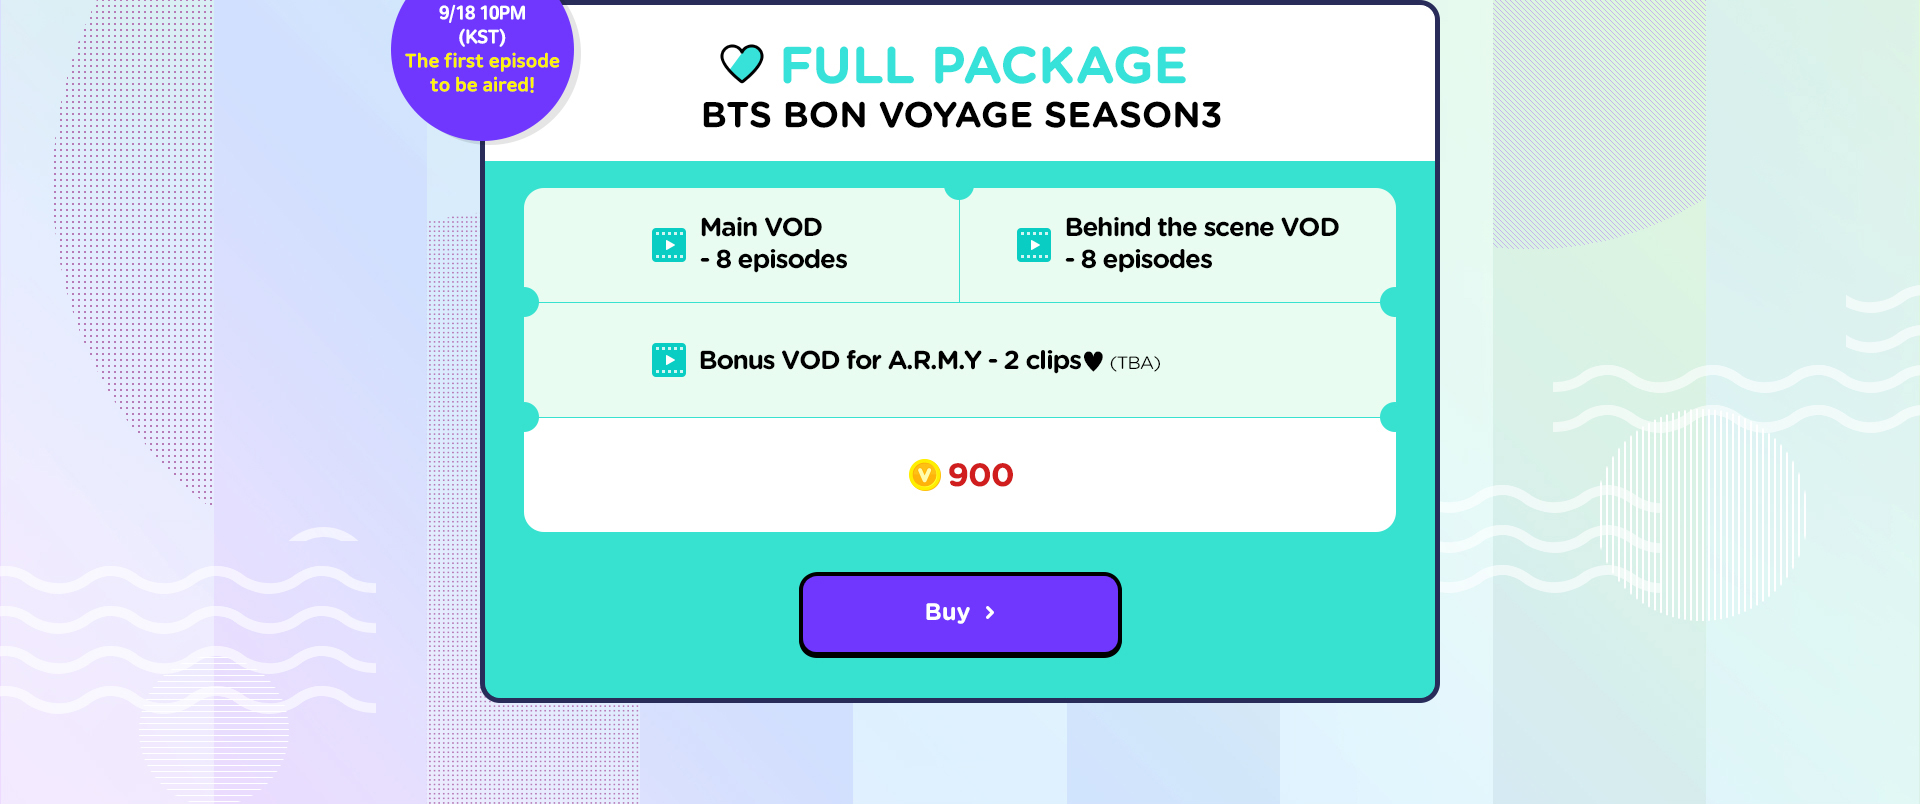 9/18 10PM
(KST)
The first episode
to be aired!
FULL PACKAGE
BTS BON VOYAGE SEASON3
Main VOD
- 8 episodes
Behind the scene VOD
- 8 episodes
Bonus VOD for A.R.M.Y - 2 clips♥ (TBA)
V 900
Buy >